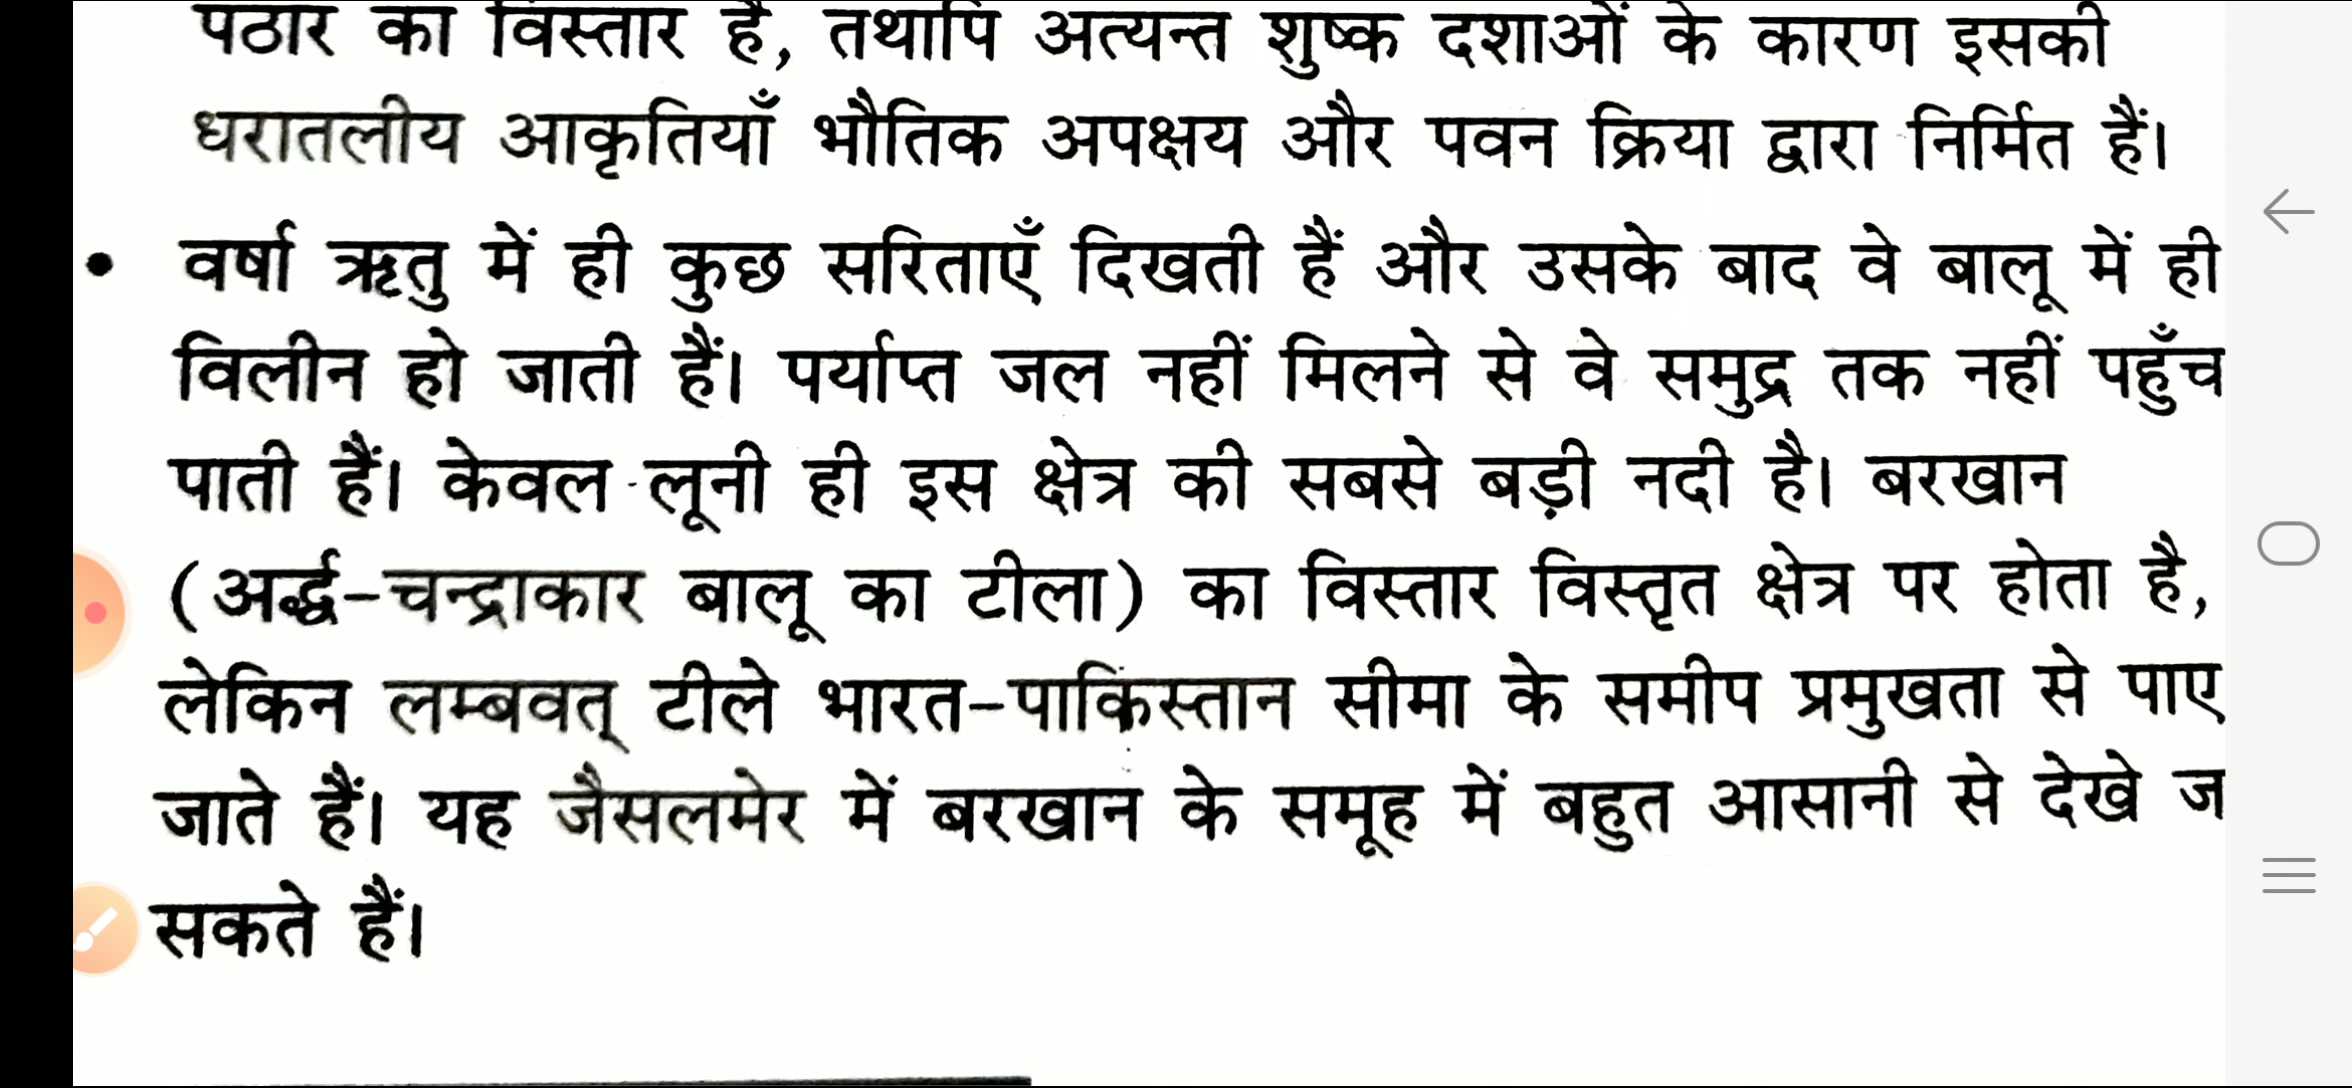 पठार का विस्तार है, तथापि अत्यन्त शुष्क दशाओं के कारण इसकी
धरातलीय आकृतियाँ भौतिक अपक्षय और पवन क्रिया द्वारा निर्मित हैं।
• वर्षा ऋतु में ही कुछ सरिताएँ दिखती हैं और उसके बाद वे बालू में ही
विलीन हो जाती हैं। पर्याप्त जल नहीं मिलने से वे समुद्र तक नहीं पहुँच
पाती हैं। केवल लूनी ही इस क्षेत्र की सबसे बड़ी नदी है। बरखान
(अर्द्ध-चन्द्राकार बालू का टीला) का विस्तार विस्तृत क्षेत्र पर होता है,
लेकिन लम्बवत् टीले भारत-पाकिस्तान सीमा के समीप प्रमुखता से पाए
जाते हैं। यह जैसलमेर में बरखान के समूह में बहुत आसानी से देखे ज
सकते हैं।